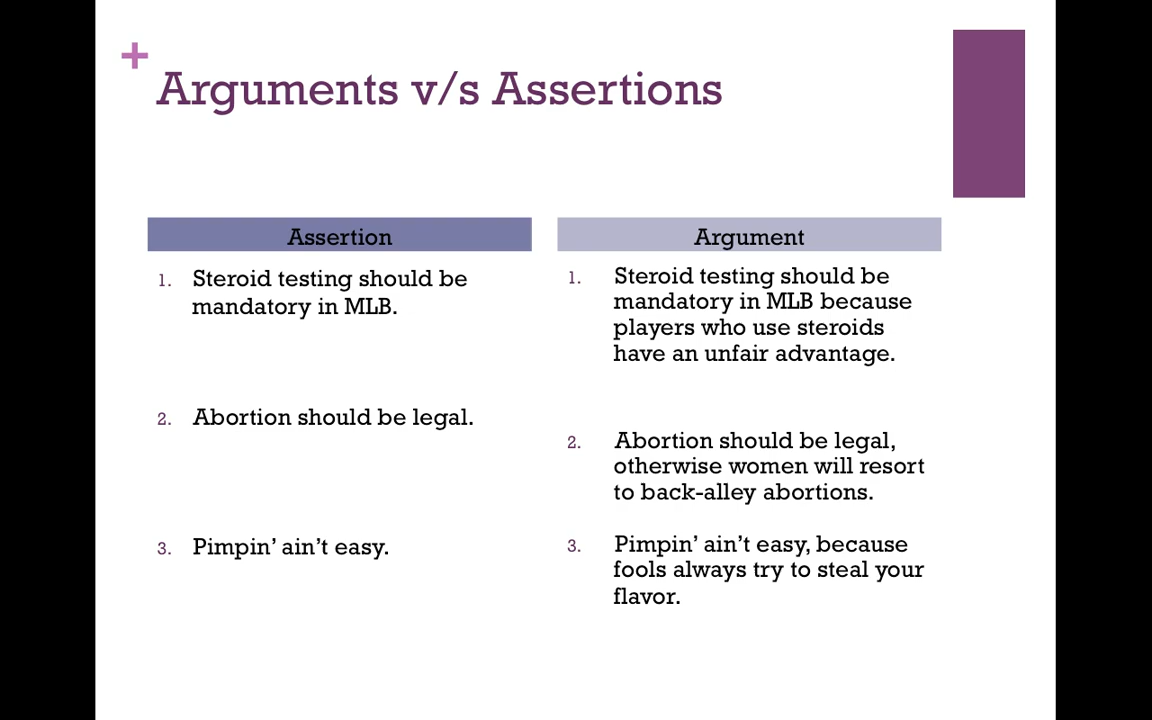 +
Arguments v/s Assertions
Assertion
1. Steroid testing should be
mandatory in MLB.
2. Abortion should be legal.
3. Pimpin’ ain’t easy.
Argument
1. Steroid testing should be
mandatory in MLB because
players who use steroids
have an unfair advantage.
2. Abortion should be legal,
otherwise women will resort
to back-alley abortions.
3. Pimpin’ ain’t easy, because
fools always try to steal your
flavor.